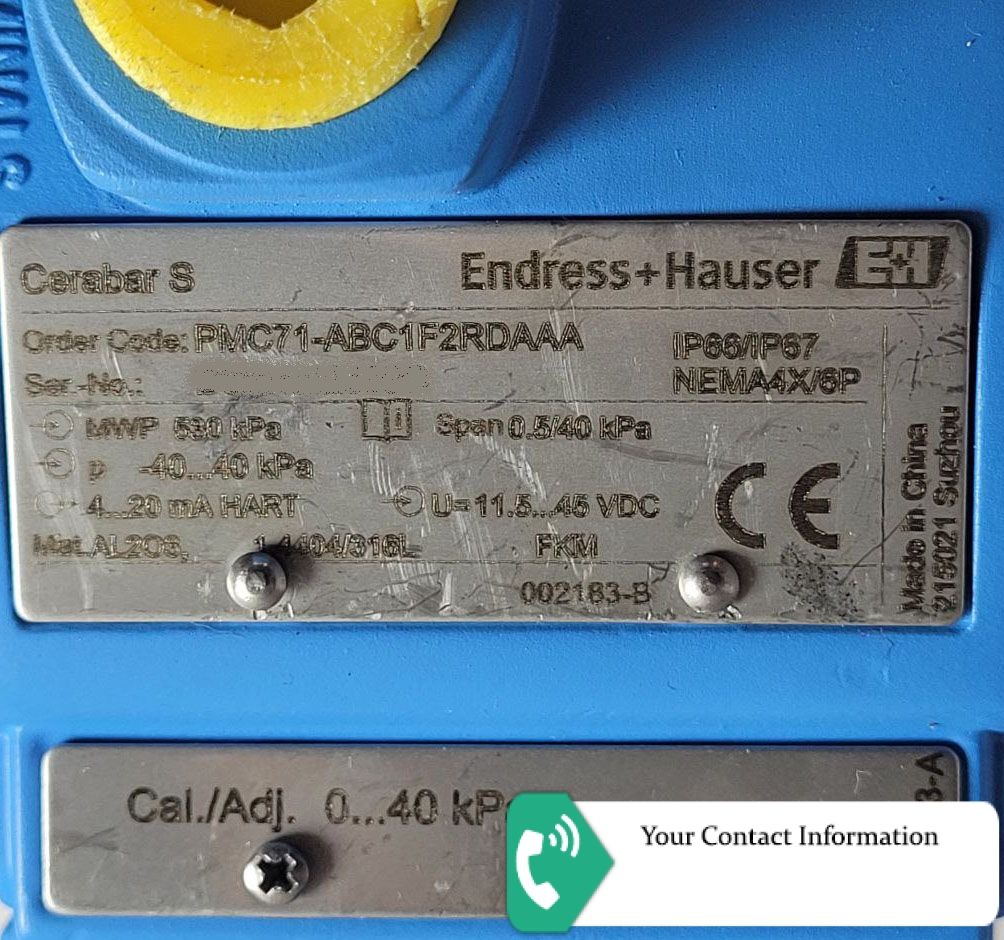 Cerabar S
Endress+Hauser E+H
Order Code: PMC71-ABC1F2RDAAA
IP66/IP67
Ser.-No.:
NEMA4X/6P
MWP 530 kPa
Span 0.5/40 kPa
p -40...40 kPa
4...20 mA HART
U=11.5...45 VDC
Mat. AL2O3, 1.4404/316L FKM
002183-B
Made in China
215021 Suzhou
Cal./Adj. 0...40 kPa
3-A
Your Contact Information